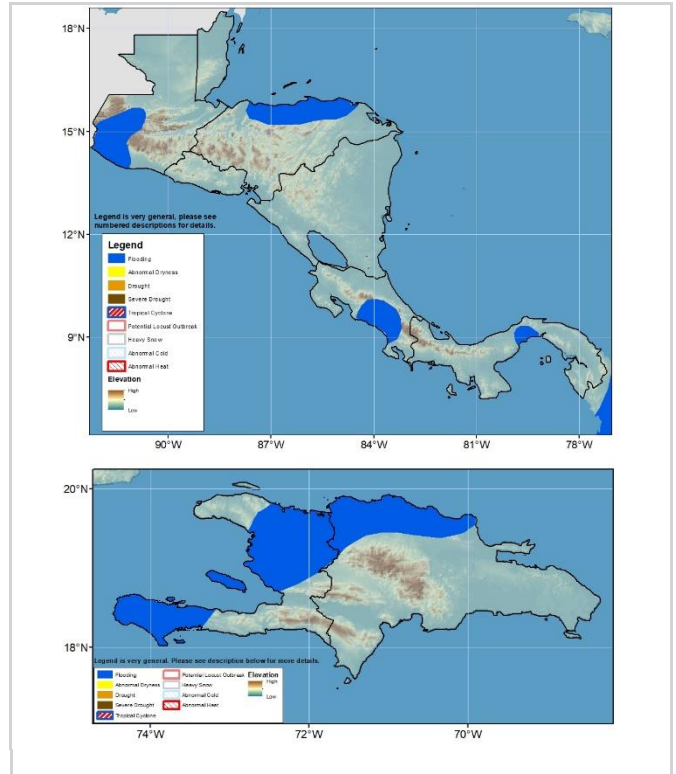 18°N
15°N
12°N
9°N
Legend is very general, please see
numbered descriptions for details.
Legend
Flooding
Abnormal Dryness
Drought
Severe Drought
Tropical Cyclone
Potential Locust Outbreak
Heavy Snow
Abnormal Cold
Abnormal Heat
Elevation
High
Low
90°W 87°W 84°W 81°W 78°W
20°N
18°N
Legend is very general. Please see description below for more details.
Flooding Potential Locust Outbreak Elevation
Abnormal Dryness Heavy Snow High
Drought Abnormal Cold Low
Severe Drought Abnormal Heat
Tropical Cyclone
74°W 72°W 70°W